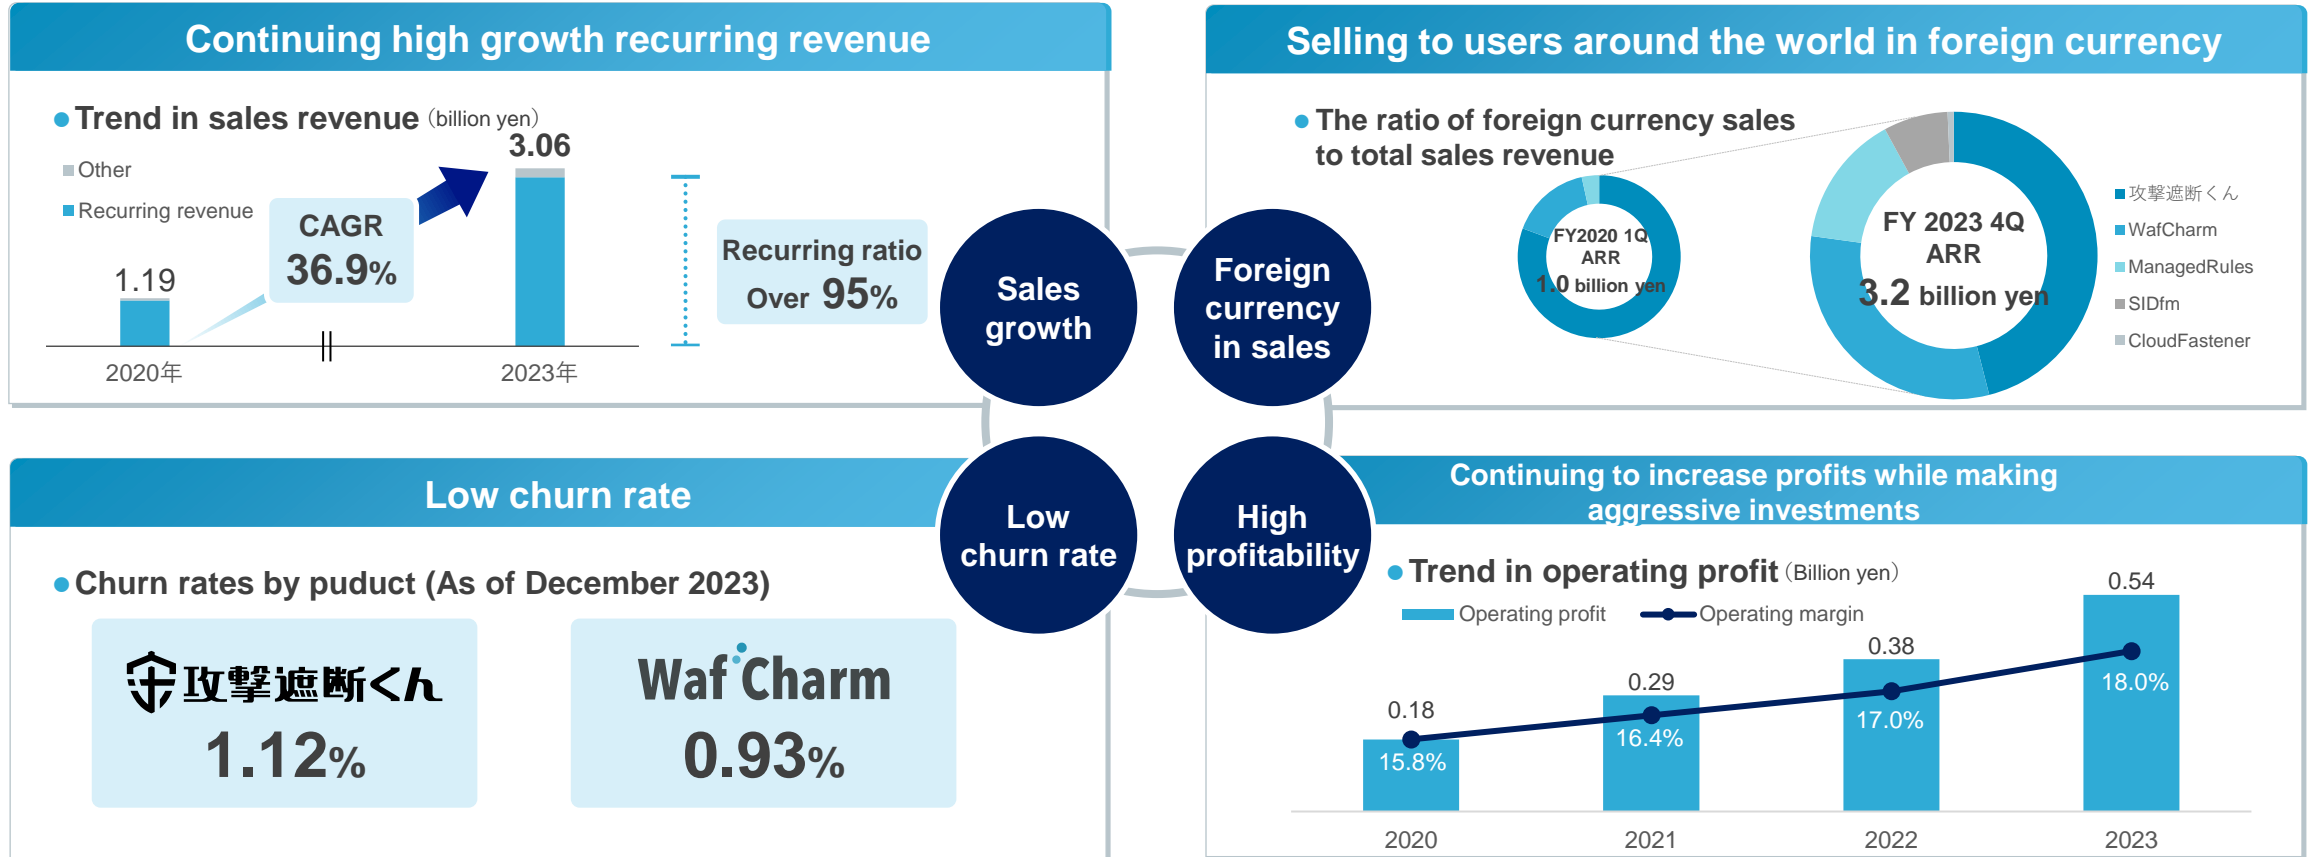 Continuing high growth recurring revenue
● Trend in sales revenue（billion yen）
Other
Recurring revenue
1.19
CAGR
36.9%
3.06
2020年
2023年
Recurring ratio
Over 95%
Selling to users around the world in foreign currency
● The ratio of foreign currency sales
to total sales revenue
FY2020 1Q
ARR
1.0 billion yen
FY 2023 4Q
ARR
3.2 billion yen
攻撃遮断くん
WafCharm
ManagedRules
SIDfm
CloudFastener
Sales
growth
Foreign
currency
in sales
Low
churn rate
High
profitability
Low churn rate
● Churn rates by puduct (As of December 2023)
攻撃遮断くん
1.12%
WafCharm
0.93%
Continuing to increase profits while making
aggressive investments
● Trend in operating profit（Billion yen）
Operating profit
Operating margin
0.18
0.29
0.38
0.54
15.8%
16.4%
17.0%
18.0%
2020
2021
2022
2023